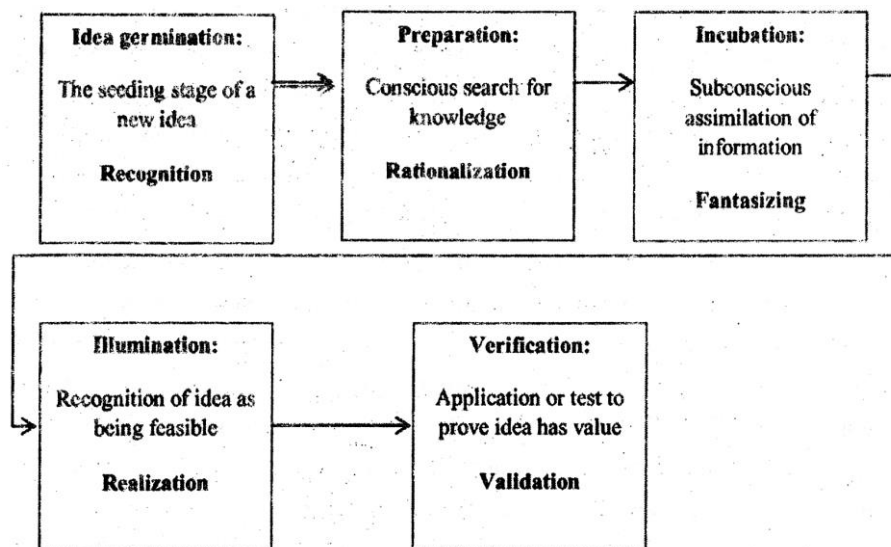 Idea germination:
The seeding stage of a
new idea
Recognition
Preparation:
Conscious search for
knowledge
Rationalization
Incubation:
Subconscious
assimilation of
information
Fantasizing
Illumination:
Recognition of idea as
being feasible
Realization
Verification:
Application or test to
prove idea has value
Validation